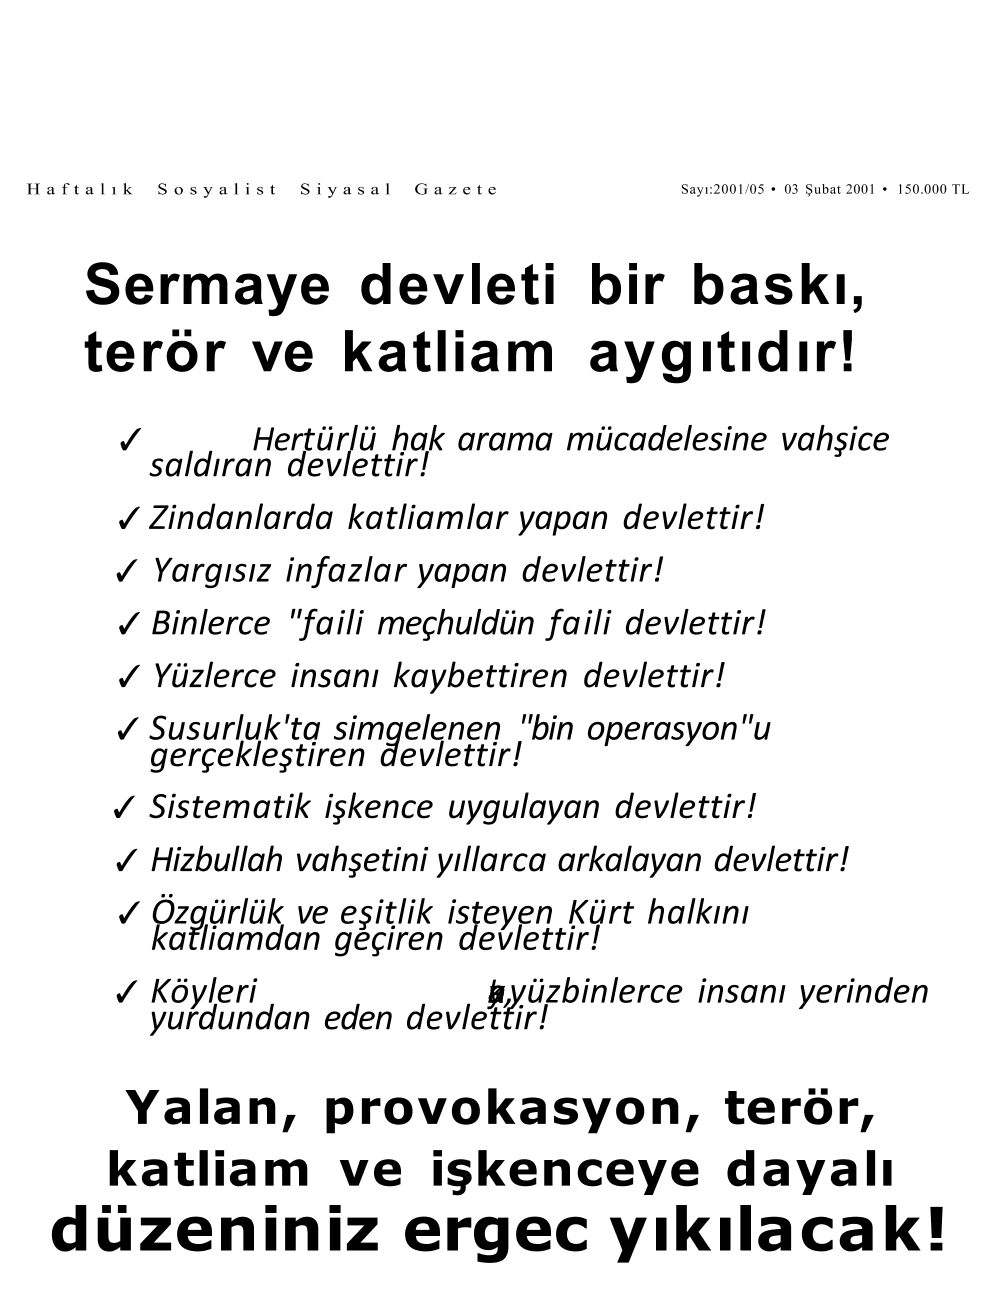 Haftalık Sosyalist Siyasal Gazete
Sayı:2001/05 • 03 Şubat 2001 • 150.000 TL
Sermaye devleti bir baskı,
terör ve katliam aygıtıdır!
✓ Hertürlü hak arama mücadelesine vahşice
saldıran devlettir!
✓ Zindanlarda katliamlar yapan devlettir!
✓ Yargısız infazlar yapan devlettir!
✓ Binlerce "faili meçhuldün faili devlettir!
✓ Yüzlerce insanı kaybettiren devlettir!
✓ Susurluk'ta simgelenen "bin operasyon"u
gerçekleştiren devlettir!
✓ Sistematik işkence uygulayan devlettir!
✓ Hizbullah vahşetini yıllarca arkalayan devlettir!
✓ Özgürlük ve eşitlik isteyen Kürt halkını
katliamdan geçiren devlettir!
✓ Köyleri yüzbinlerce insanı yerinden
yurdundan eden devlettir!
Yalan, provokasyon, terör,
katliam ve işkenceye dayalı
düzeniniz ergec yıkılacak!